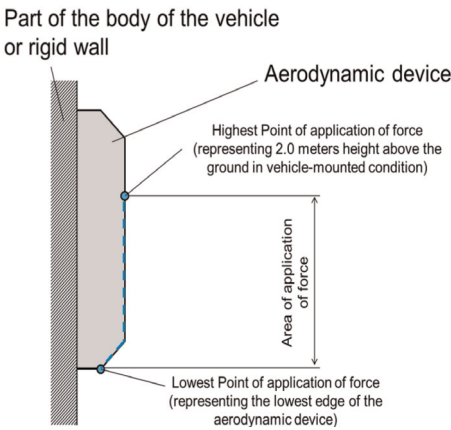 Part of the body of the vehicle
or rigid wall
Aerodynamic device
Highest Point of application of force
(representing 2.0 meters height above the
ground in vehicle-mounted condition)
Area of application
of force
Lowest Point of application of force
(representing the lowest edge of the
aerodynamic device)